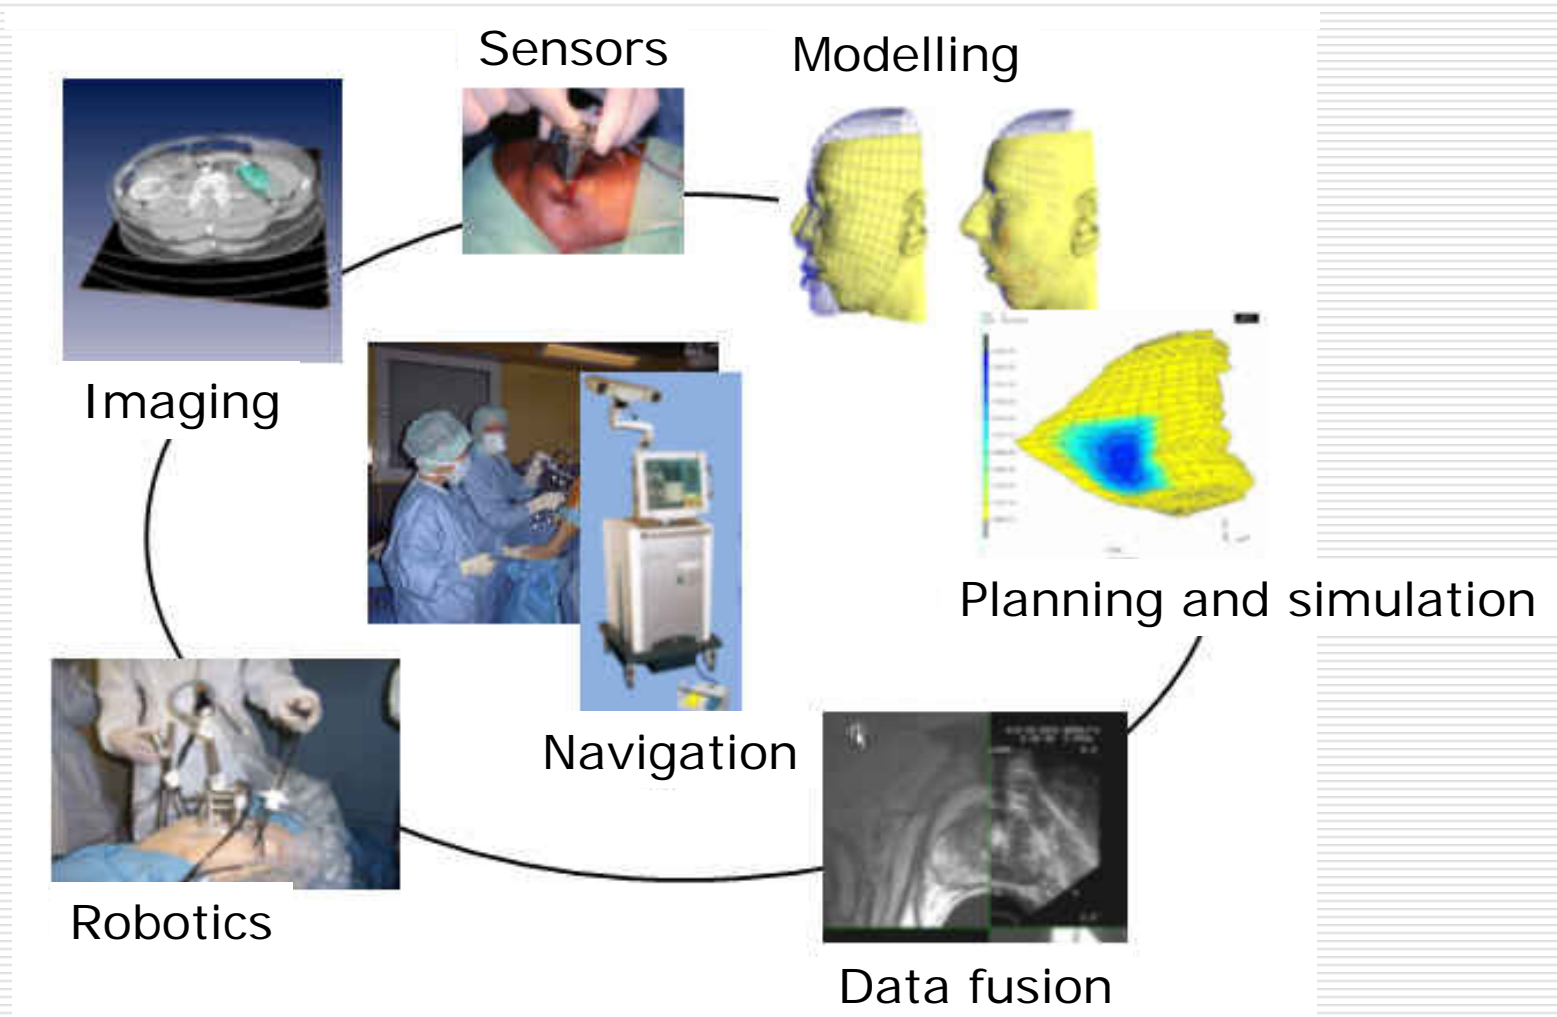 Sensors
Modelling
Imaging
Planning and simulation
Navigation
Robotics
Data fusion